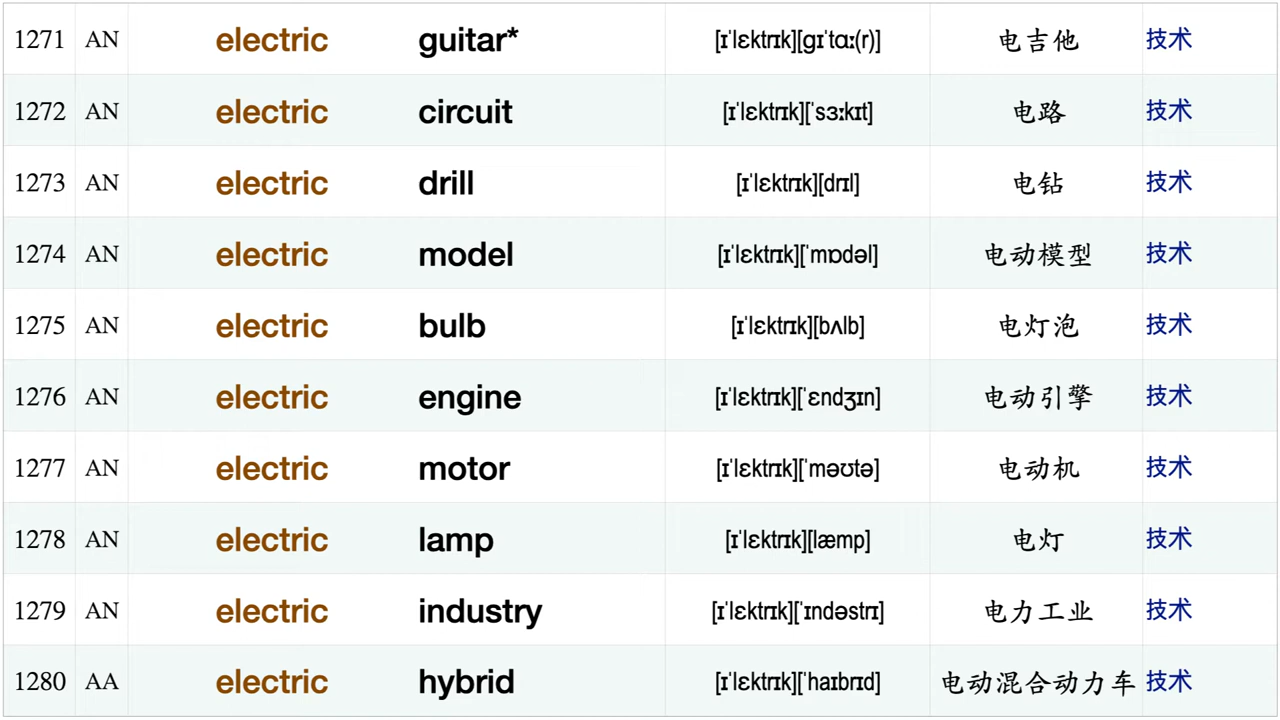 1271 AN electric guitar* [ɪˈlɛktrɪk][gɪˈtɑː(r)] 电吉他 技术
1272 AN electric circuit [ɪˈlɛktrɪk][ˈsɜːkɪt] 电路 技术
1273 AN electric drill [ɪˈlɛktrɪk][drɪl] 电钻 技术
1274 AN electric model [ɪˈlɛktrɪk][ˈmɒdəl] 电动模型 技术
1275 AN electric bulb [ɪˈlɛktrɪk][bʌlb] 电灯泡 技术
1276 AN electric engine [ɪˈlɛktrɪk][ˈɛndʒɪn] 电动引擎 技术
1277 AN electric motor [ɪˈlɛktrɪk][ˈməʊtə] 电动机 技术
1278 AN electric lamp [ɪˈlɛktrɪk][læmp] 电灯 技术
1279 AN electric industry [ɪˈlɛktrɪk][ˈɪndəstrɪ] 电力工业 技术
1280 AA electric hybrid [ɪˈlɛktrɪk][ˈhaɪbrɪd] 电动混合动力车 技术